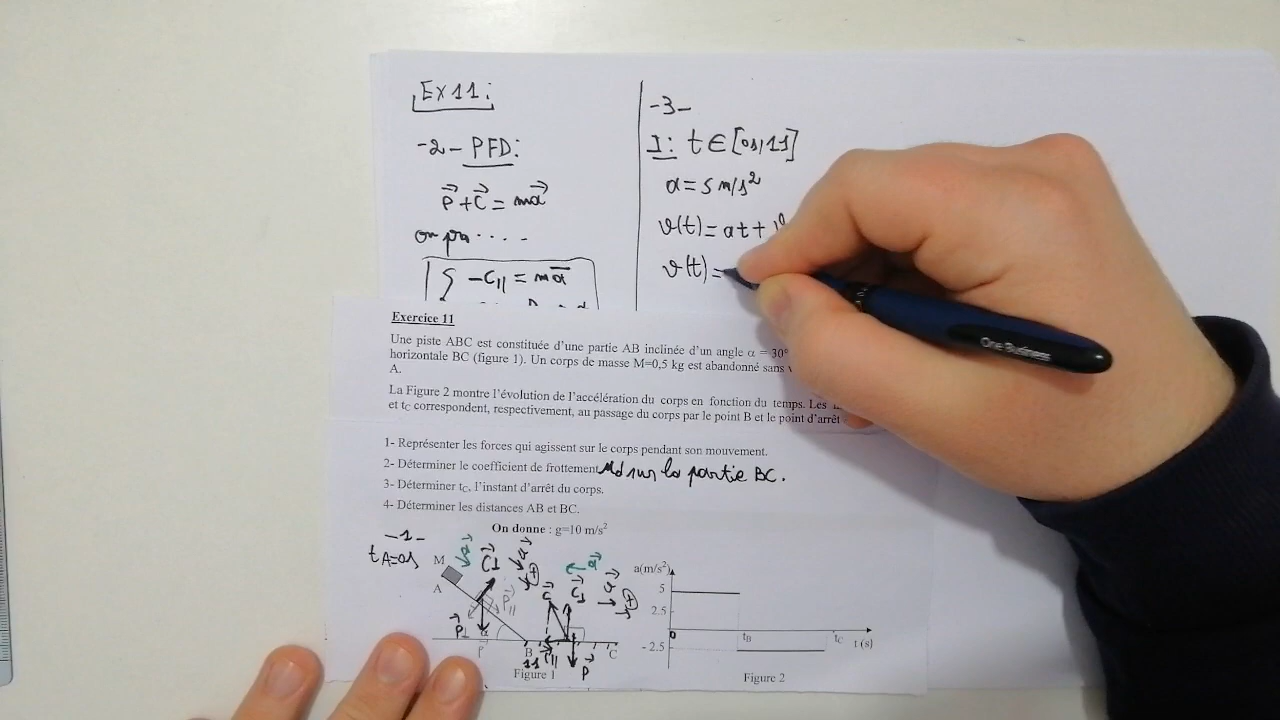 Ex 11:
-2- PFD:
P⃗ + C⃗ = ma⃗
on pra....
{ -C|| = ma
-3-
I: t ∈ [0s, 1s]
a = 5 m/s²
v(t) = at +
v(t) =
One Business
Exercice 11
Une piste ABC est constituée d'une partie AB inclinée d'un angle α = 30°
horizontale BC (figure 1). Un corps de masse M=0,5 kg est abandonné sans
A.
La Figure 2 montre l'évolution de l'accélération du corps en fonction du temps. Les
et tC correspondent, respectivement, au passage du corps par le point B et le point d'arrêt
1- Représenter les forces qui agissent sur le corps pendant son mouvement.
2- Déterminer le coefficient de frottement μd sur la partie BC.
3- Déterminer tC, l'instant d'arrêt du corps.
4- Déterminer les distances AB et BC.
On donne : g=10 m/s²
-1-
tA=0s
M
a⃗
C⃗⊥
a⃗
+
A
P⃗||
P⃗⊥
α
P⃗
a⃗
C⃗
C⃗⊥
a⃗
+
B
C⃗||
C
1s
P⃗
Figure 1
a(m/s²)
5
2.5
0
-2.5
tB
tC
t (s)
Figure 2